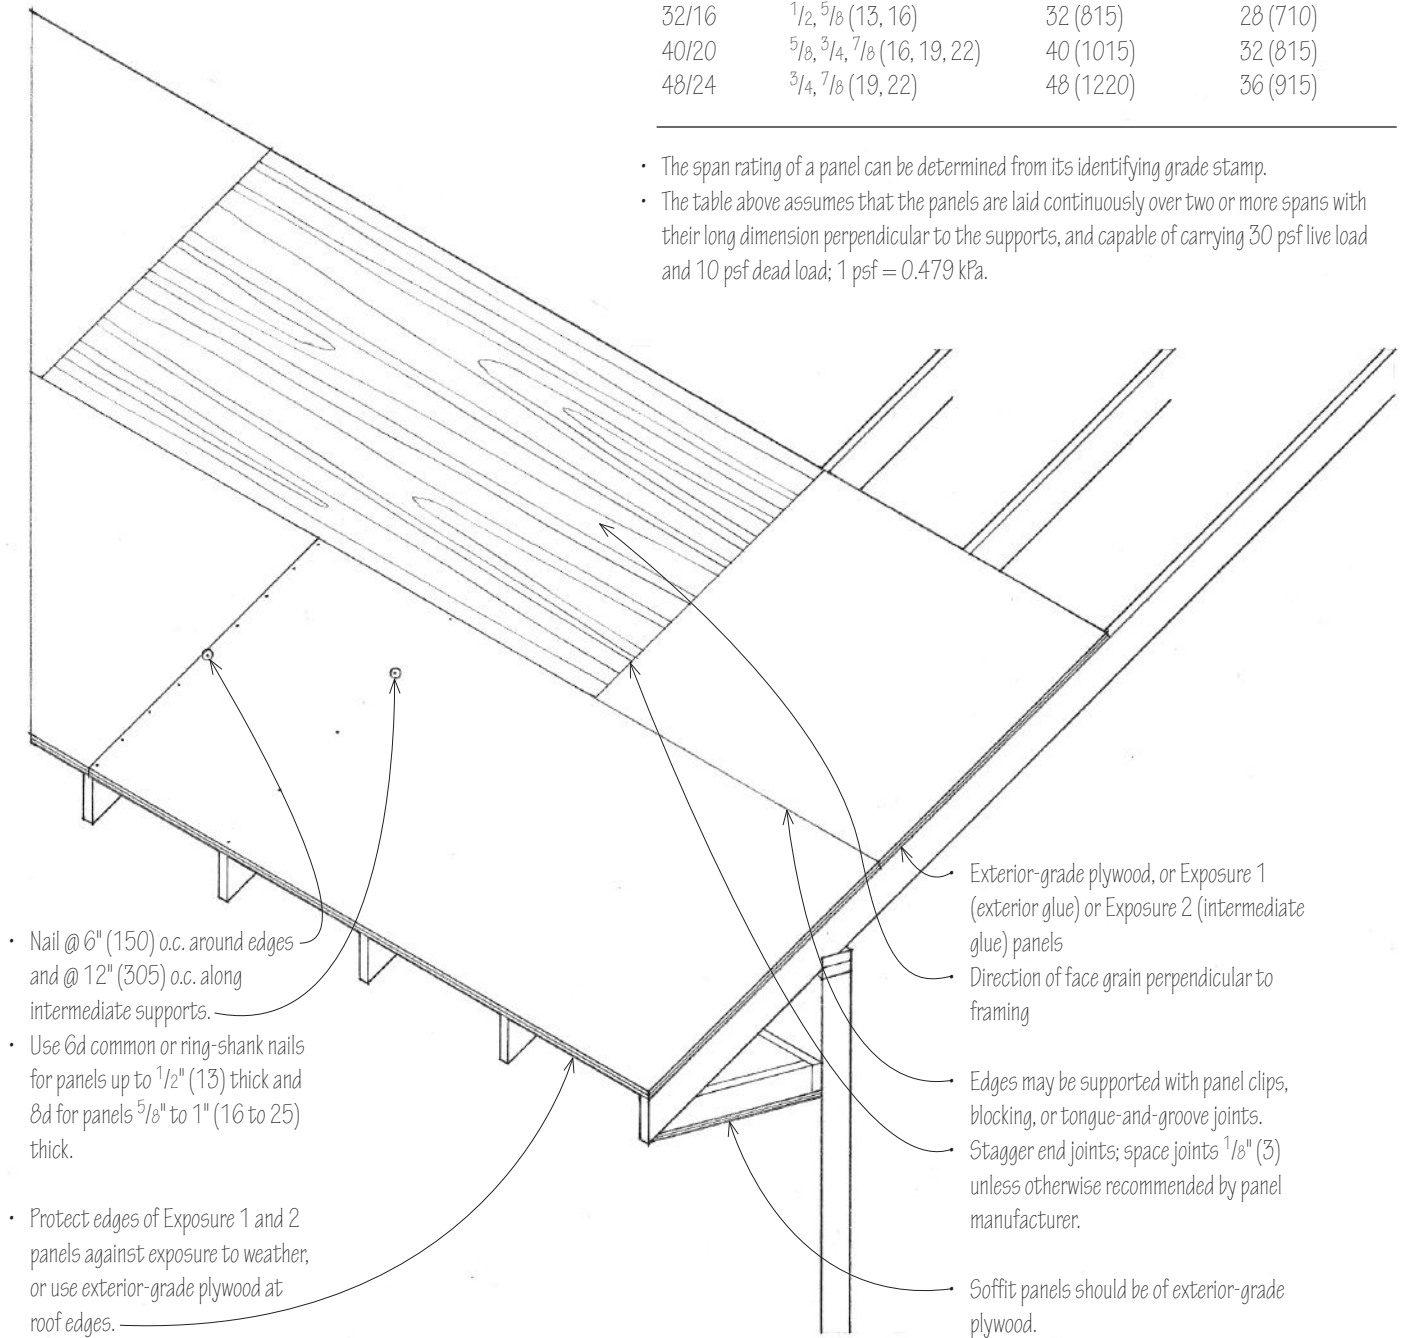 32/16 1/2, 5/8 (13, 16) 32 (815) 28 (710)
40/20 5/8, 3/4, 7/8 (16, 19, 22) 40 (1015) 32 (815)
48/24 3/4, 7/8 (19, 22) 48 (1220) 36 (915)
• The span rating of a panel can be determined from its identifying grade stamp.
• The table above assumes that the panels are laid continuously over two or more spans with
their long dimension perpendicular to the supports, and capable of carrying 30 psf live load
and 10 psf dead load; 1 psf = 0.479 kPa.
• Nail @ 6" (150) o.c. around edges
and @ 12" (305) o.c. along
intermediate supports.
• Use 6d common or ring-shank nails
for panels up to 1/2" (13) thick and
8d for panels 5/8" to 1" (16 to 25)
thick.
• Protect edges of Exposure 1 and 2
panels against exposure to weather,
or use exterior-grade plywood at
roof edges.
• Exterior-grade plywood, or Exposure 1
(exterior glue) or Exposure 2 (intermediate
glue) panels
• Direction of face grain perpendicular to
framing
• Edges may be supported with panel clips,
blocking, or tongue-and-groove joints.
• Stagger end joints; space joints 1/8" (3)
unless otherwise recommended by panel
manufacturer.
• Soffit panels should be of exterior-grade
plywood.